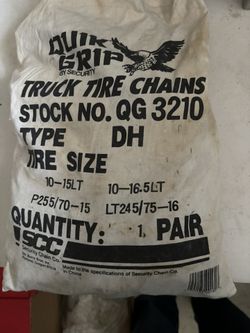 QUIK
GRIP
BY SECURITY
TRUCK TIRE CHAINS
STOCK NO. QG 3210
TYPE DH
TIRE SIZE
10-15LT 10-16.5LT
P255/70-15 LT245/75-16
QUANTITY: 1 PAIR
SCC
Security Chain Co.
Made to the specifications of Security Chain Co.
in China